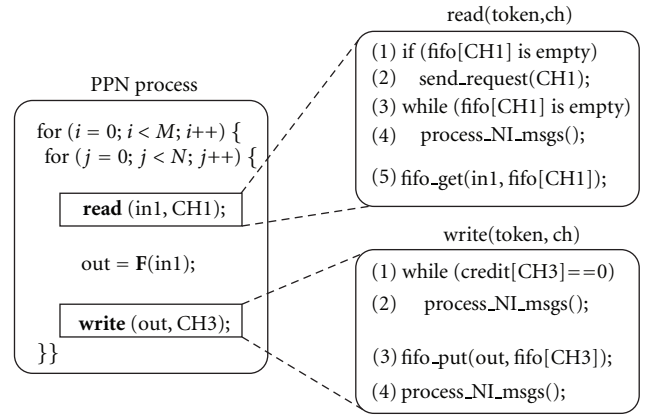 PPN process
for (i = 0; i < M; i++) {
for (j = 0; j < N; j++) {
read (in1, CH1);
out = F(in1);
write (out, CH3);
}}
read(token,ch)
(1) if (fifo[CH1] is empty)
(2) send_request(CH1);
(3) while (fifo[CH1] is empty)
(4) process_NI_msgs();
(5) fifo_get(in1, fifo[CH1]);
write(token, ch)
(1) while (credit[CH3]==0)
(2) process_NI_msgs();
(3) fifo_put(out, fifo[CH3]);
(4) process_NI_msgs();